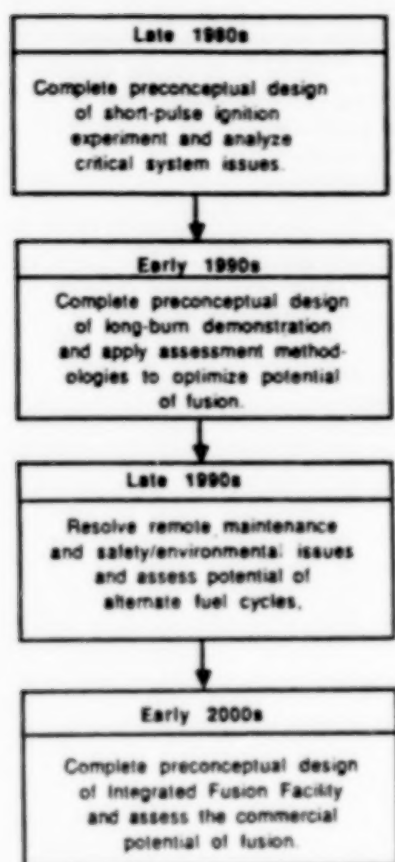 Late 1980s
Complete preconceptual design
of short-pulse ignition
experiment and analyze
critical system issues.
Early 1990s
Complete preconceptual design
of long-burn demonstration
and apply assessment method-
ologies to optimize potential
of fusion.
Late 1990s
Resolve remote maintenance
and safety/environmental issues
and assess potential of
alternate fuel cycles.
Early 2000s
Complete preconceptual design
of Integrated Fusion Facility
and assess the commercial
potential of fusion.